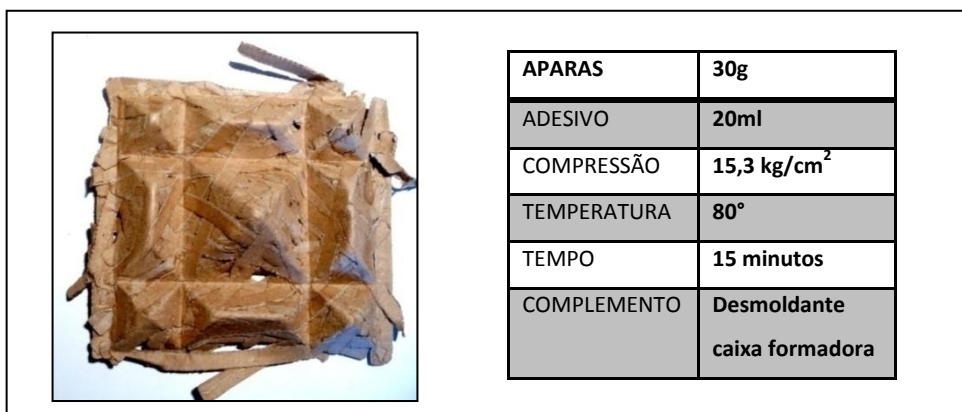 APARAS 30g
ADESIVO 20ml
COMPRESSÃO 15,3 kg/cm²
TEMPERATURA 80°
TEMPO 15 minutos
COMPLEMENTO Desmoldante
caixa formadora